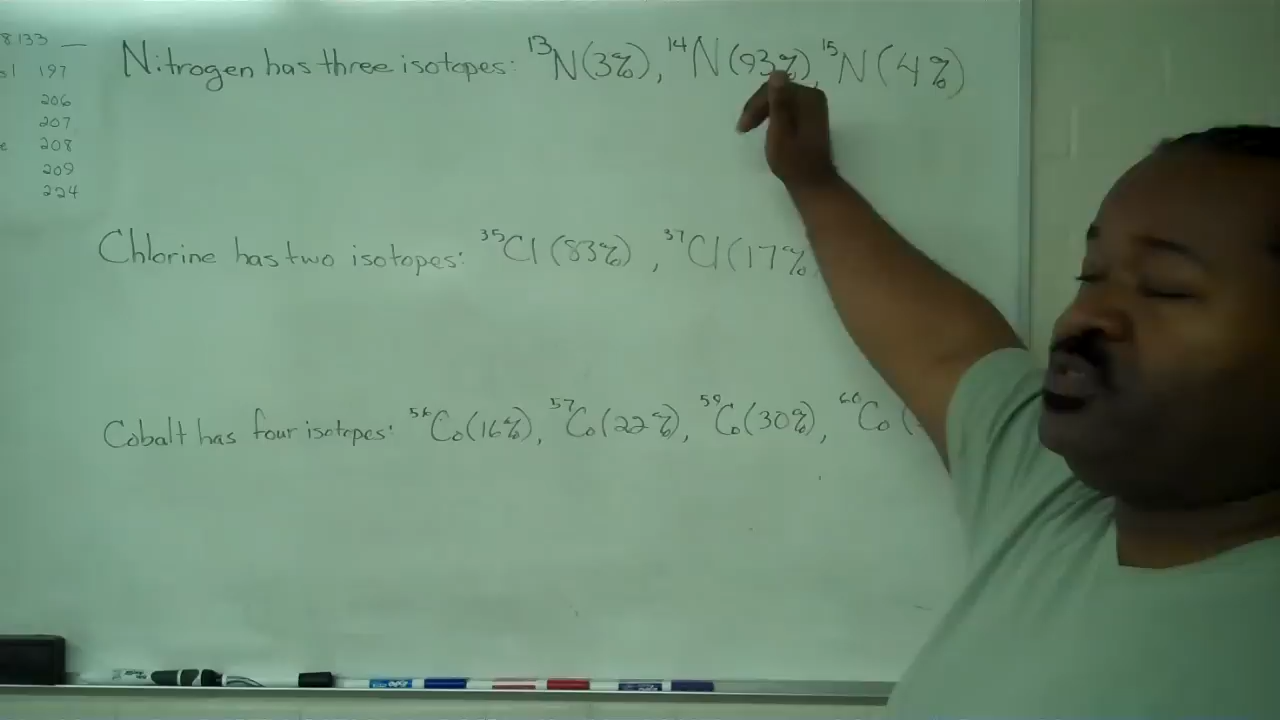 8133
197
206
207
208
209
224
Nitrogen has three isotopes: ¹³N(3%), ¹⁴N(93%), ¹⁵N(4%)
Chlorine has two isotopes: ³⁵Cl(83%), ³⁷Cl(17%
Cobalt has four isotopes: ⁵⁶Co(16%), ⁵⁷Co(22%), ⁵⁹Co(30%), ⁶⁰Co(